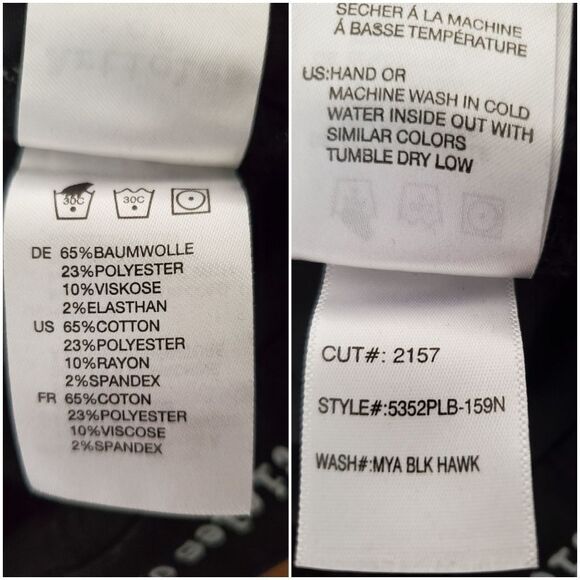 30C
30C
DE 65%BAUMWOLLE
23%POLYESTER
10%VISKOSE
2%ELASTHAN
US 65%COTTON
23%POLYESTER
10%RAYON
2%SPANDEX
FR 65%COTON
23%POLYESTER
10%VISCOSE
2%SPANDEX
SECHER Á LA MACHINE
Á BASSE TEMPÉRATURE
US:HAND OR
MACHINE WASH IN COLD
WATER INSIDE OUT WITH
SIMILAR COLORS
TUMBLE DRY LOW
CUT#: 2157
STYLE#:5352PLB-159N
WASH#:MYA BLK HAWK